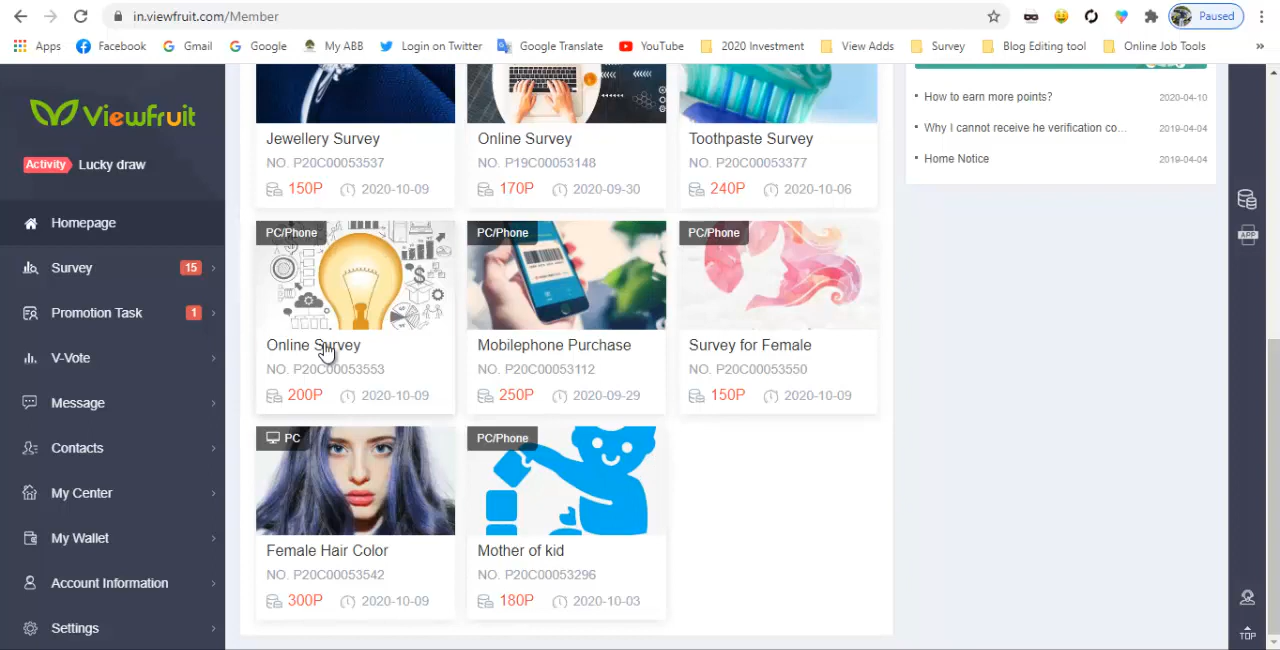 in.viewfruit.com/Member
Paused
Apps
Facebook
Gmail
Google
My ABB
Login on Twitter
Google Translate
YouTube
2020 Investment
View Adds
Survey
Blog Editing tool
Online Job Tools
»
Viewfruit
Activity Lucky draw
Homepage
Survey 15
Promotion Task 1
V-Vote
Message
Contacts
My Center
My Wallet
Account Information
Settings
Jewellery Survey
NO. P20C00053537
150P 2020-10-09
Online Survey
NO. P19C00053148
170P 2020-09-30
Toothpaste Survey
NO. P20C00053377
240P 2020-10-06
PC/Phone
Online Survey
NO. P20C00053553
200P 2020-10-09
PC/Phone
Mobilephone Purchase
NO. P20C00053112
250P 2020-09-29
PC/Phone
Survey for Female
NO. P20C00053550
150P 2020-10-09
PC
Female Hair Color
NO. P20C00053542
300P 2020-10-09
PC/Phone
Mother of kid
NO. P20C00053296
180P 2020-10-03
How to earn more points? 2020-04-10
Why I cannot receive he verification co... 2019-04-04
Home Notice 2019-04-04
APP
TOP